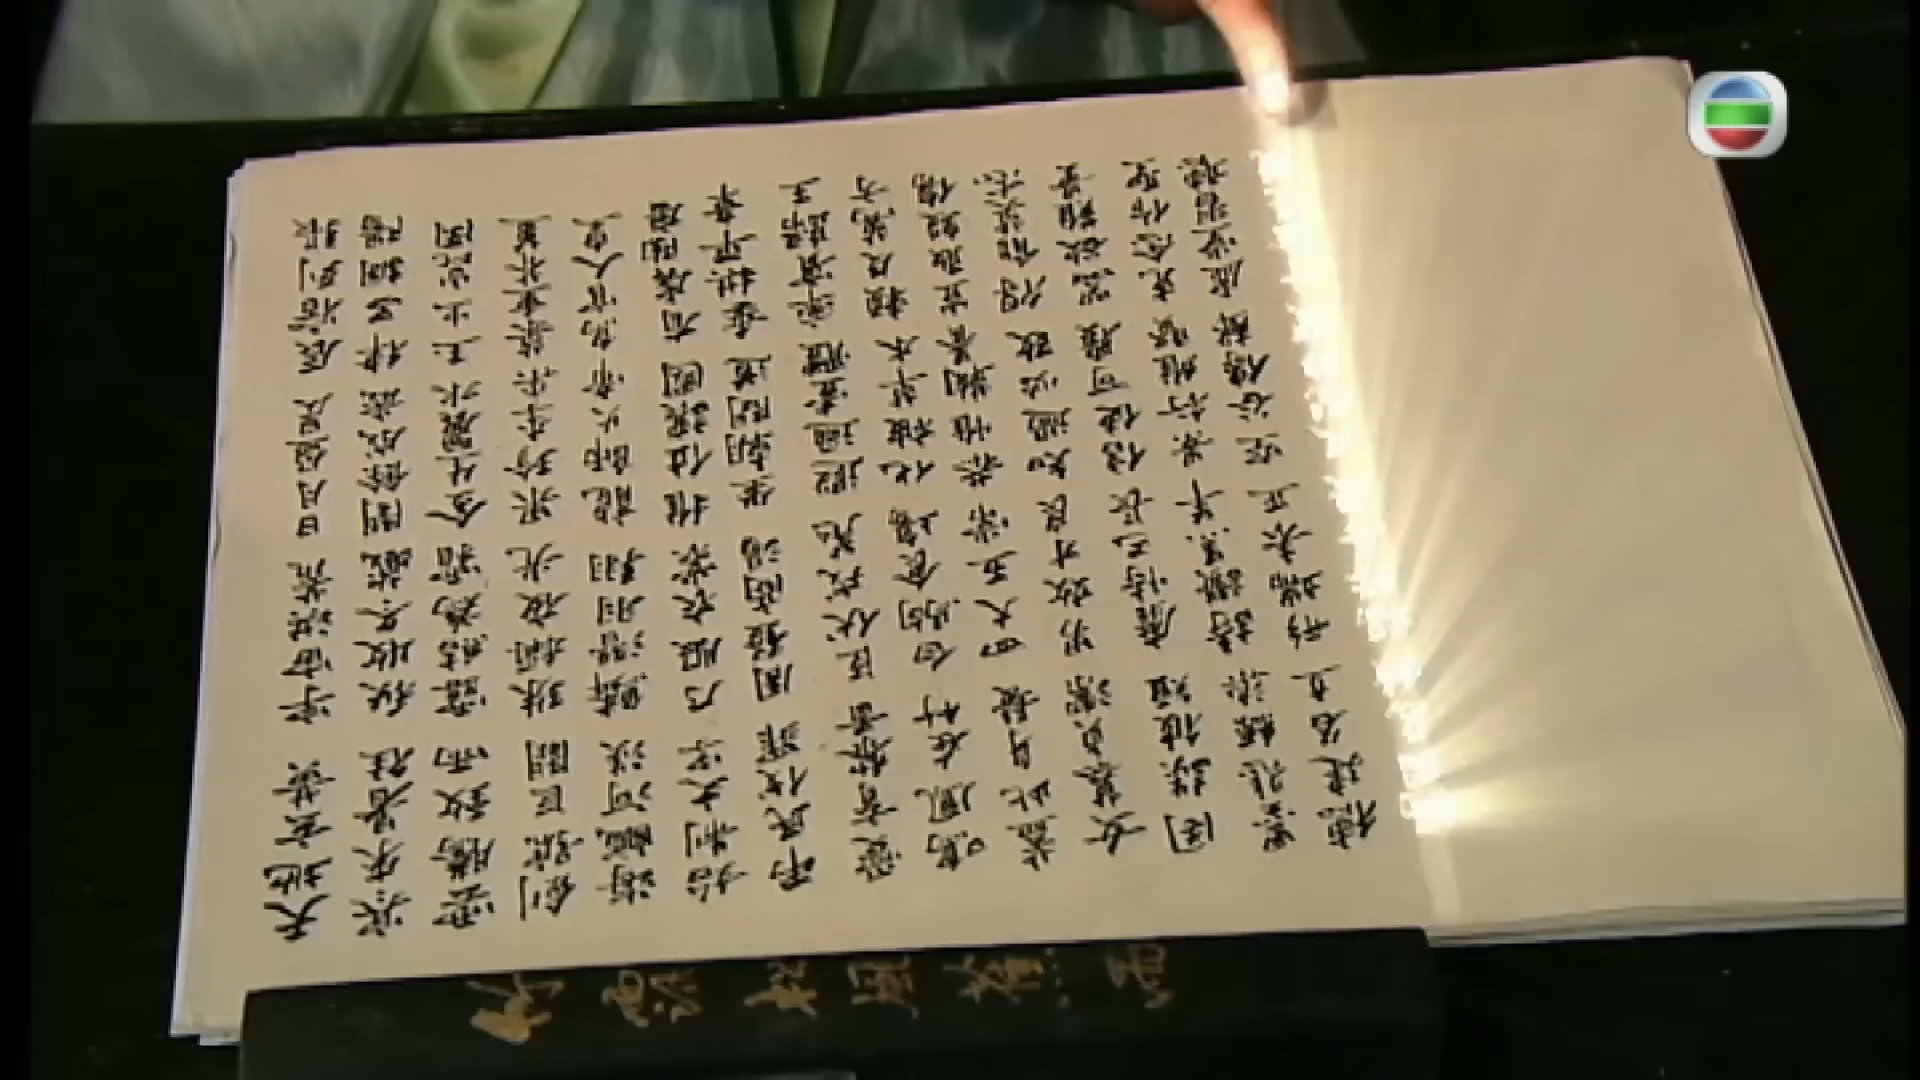 天地玄黃 宇宙洪荒 日月盈昃 辰宿列張
寒來暑往 秋收冬藏 閏餘成歲 律呂調陽
雲騰致雨 露結為霜 金生麗水 玉出崑岡
劍號巨闕 珠稱夜光 果珍李柰 菜重芥薑
海鹹河淡 鱗潛羽翔 龍師火帝 鳥官人皇
始制文字 乃服衣裳 推位讓國 有虞陶唐
弔民伐罪 周發商湯 坐朝問道 垂拱平章
愛育黎首 臣伏戎羌 遐邇壹體 率賓歸王
鳴鳳在竹 白駒食場 化被草木 賴及萬方
蓋此身髮 四大五常 恭惟鞠養 豈敢毀傷
女慕貞潔 男效才良 知過必改 得能莫忘
罔談彼短 靡恃己長 信使可覆 器欲難量
墨悲絲染 詩讚羔羊 景行維賢 克念作聖
德建名立 形端表正 空谷傳聲 虛堂習聽